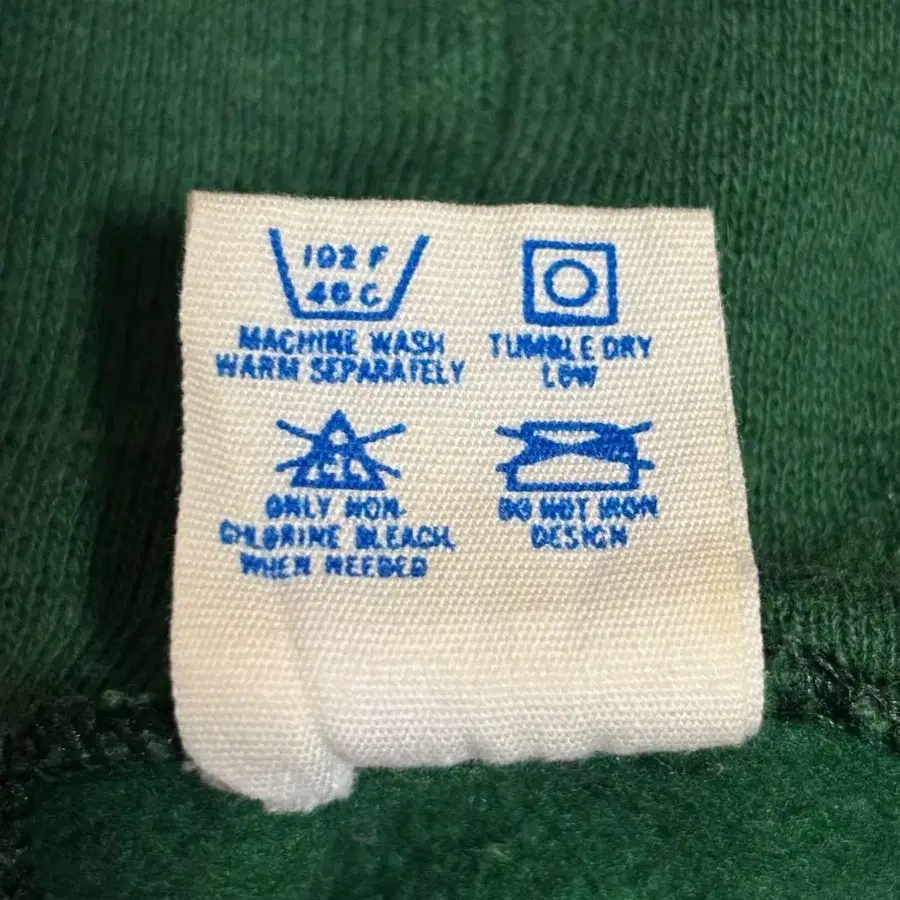 102 F
40 C
MACHINE WASH
WARM SEPARATELY
TUMBLE DRY
LOW
CL
ONLY NON-
CHLORINE BLEACH
WHEN NEEDED
DO NOT IRON
DESIGN